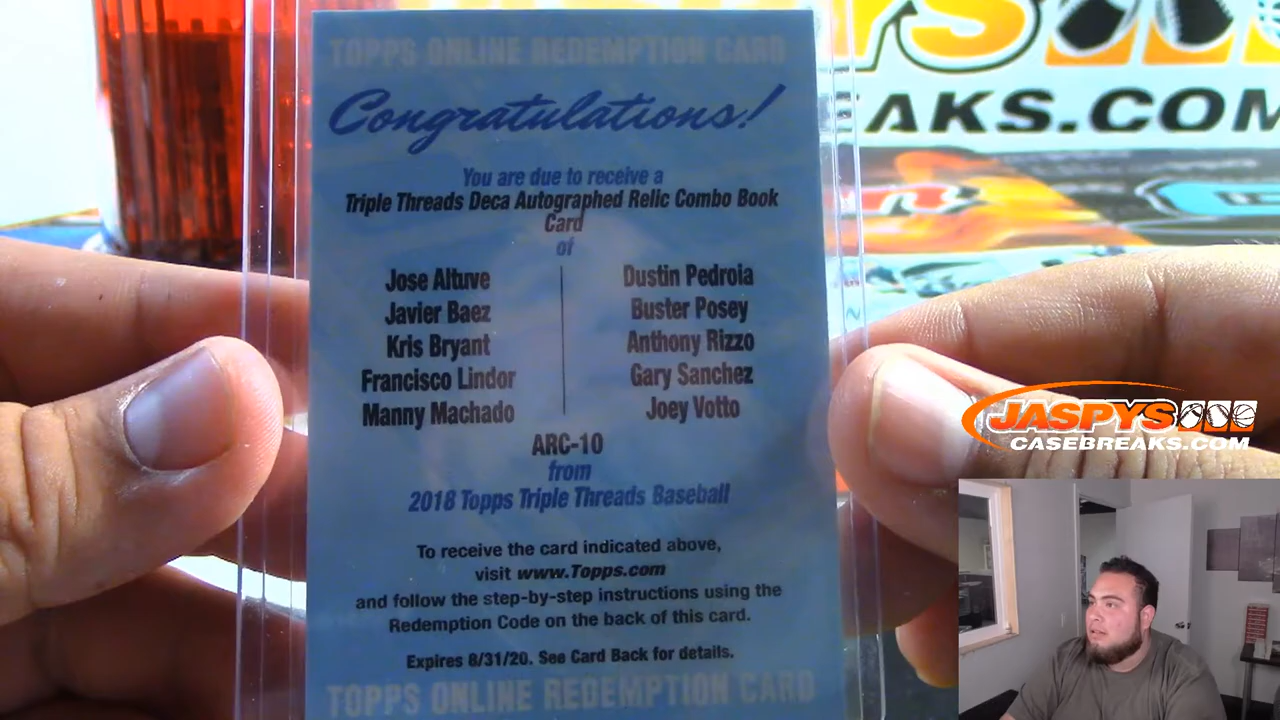 TOPPS ONLINE REDEMPTION CARD
Congratulations!
You are due to receive a
Triple Threads Deca Autographed Relic Combo Book
Card
of
Jose Altuve
Javier Baez
Kris Bryant
Francisco Lindor
Manny Machado
Dustin Pedroia
Buster Posey
Anthony Rizzo
Gary Sanchez
Joey Votto
ARC-10
from
2018 Topps Triple Threads Baseball
To receive the card indicated above,
visit www.Topps.com
and follow the step-by-step instructions using the
Redemption Code on the back of this card.
Expires 8/31/20. See Card Back for details.
TOPPS ONLINE REDEMPTION CARD
EAKS.COM
JASPYS
CASEBREAKS.COM